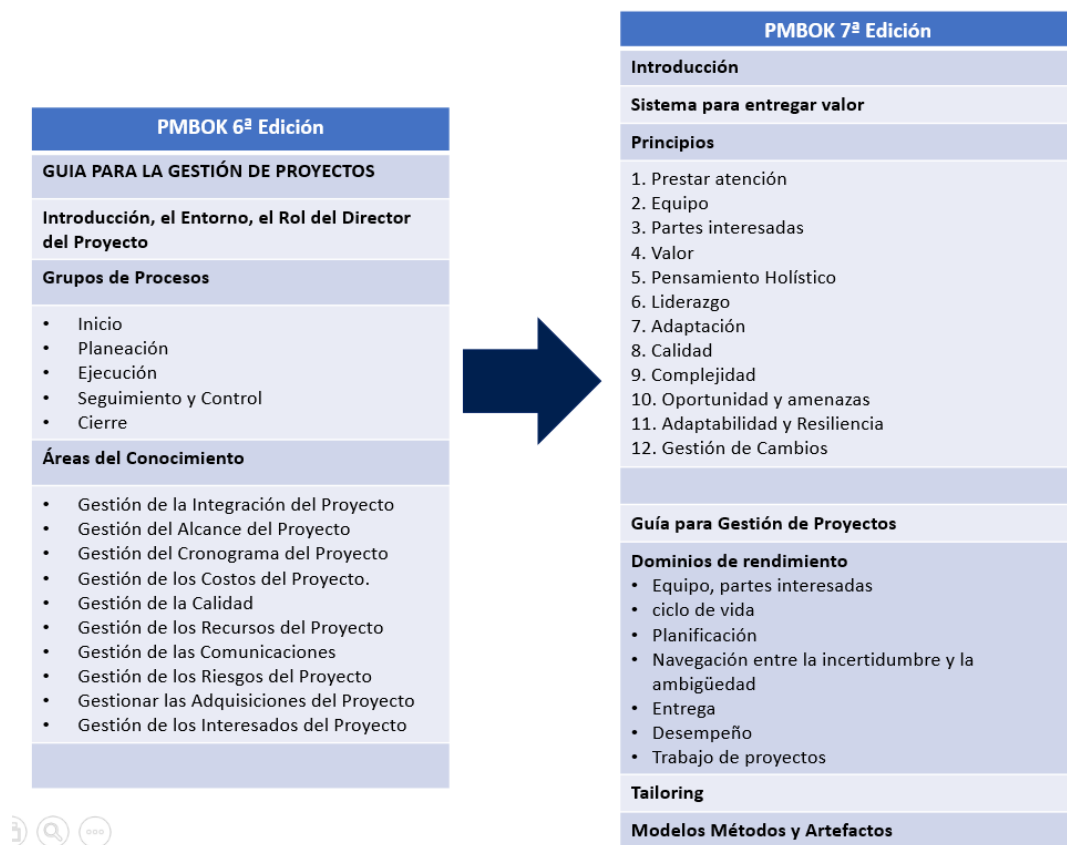 PMBOK 6ª Edición
GUIA PARA LA GESTIÓN DE PROYECTOS
Introducción, el Entorno, el Rol del Director
del Proyecto
Grupos de Procesos
• Inicio
• Planeación
• Ejecución
• Seguimiento y Control
• Cierre
Áreas del Conocimiento
• Gestión de la Integración del Proyecto
• Gestión del Alcance del Proyecto
• Gestión del Cronograma del Proyecto
• Gestión de los Costos del Proyecto.
• Gestión de la Calidad
• Gestión de los Recursos del Proyecto
• Gestión de las Comunicaciones
• Gestión de los Riesgos del Proyecto
• Gestionar las Adquisiciones del Proyecto
• Gestión de los Interesados del Proyecto
PMBOK 7ª Edición
Introducción
Sistema para entregar valor
Principios
1. Prestar atención
2. Equipo
3. Partes interesadas
4. Valor
5. Pensamiento Holístico
6. Liderazgo
7. Adaptación
8. Calidad
9. Complejidad
10. Oportunidad y amenazas
11. Adaptabilidad y Resiliencia
12. Gestión de Cambios
Guía para Gestión de Proyectos
Dominios de rendimiento
• Equipo, partes interesadas
• ciclo de vida
• Planificación
• Navegación entre la incertidumbre y la
ambigüedad
• Entrega
• Desempeño
• Trabajo de proyectos
Tailoring
Modelos Métodos y Artefactos